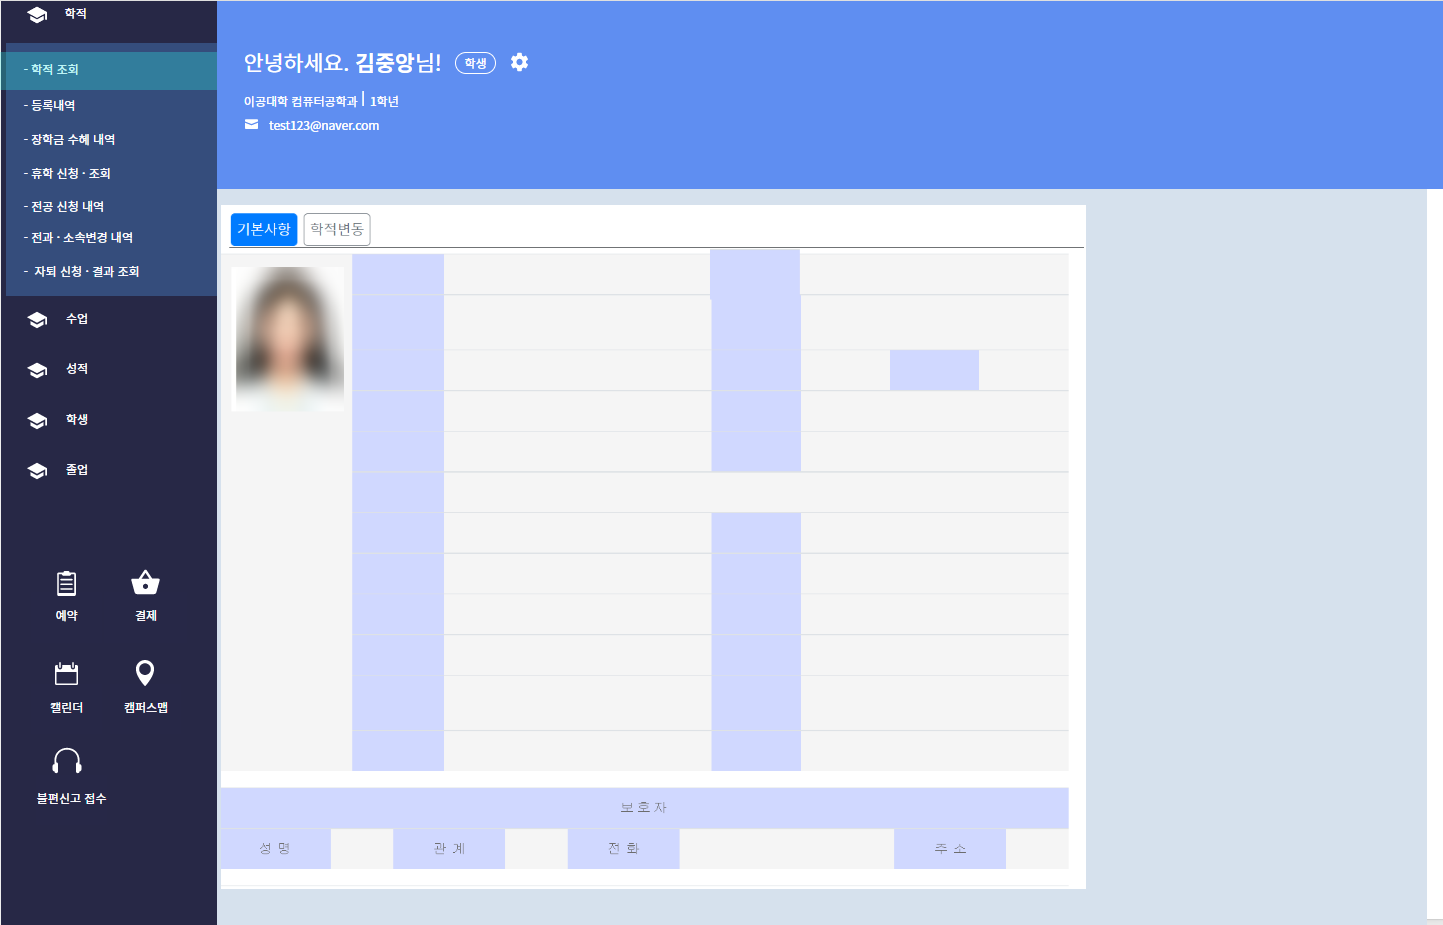 학적
- 학적 조회
- 등록내역
- 장학금 수혜 내역
- 휴학 신청 · 조회
- 전공 신청 내역
- 전과 · 소속변경 내역
- 자퇴 신청 · 결과 조회
수업
성적
학생
졸업
예약 결제
캘린더 캠퍼스맵
불편신고 접수
안녕하세요. 김중앙님! 학생
이공대학 컴퓨터공학과 | 1학년
test123@naver.com
기본사항 학적변동
보호자
성명 관계 전화 주소